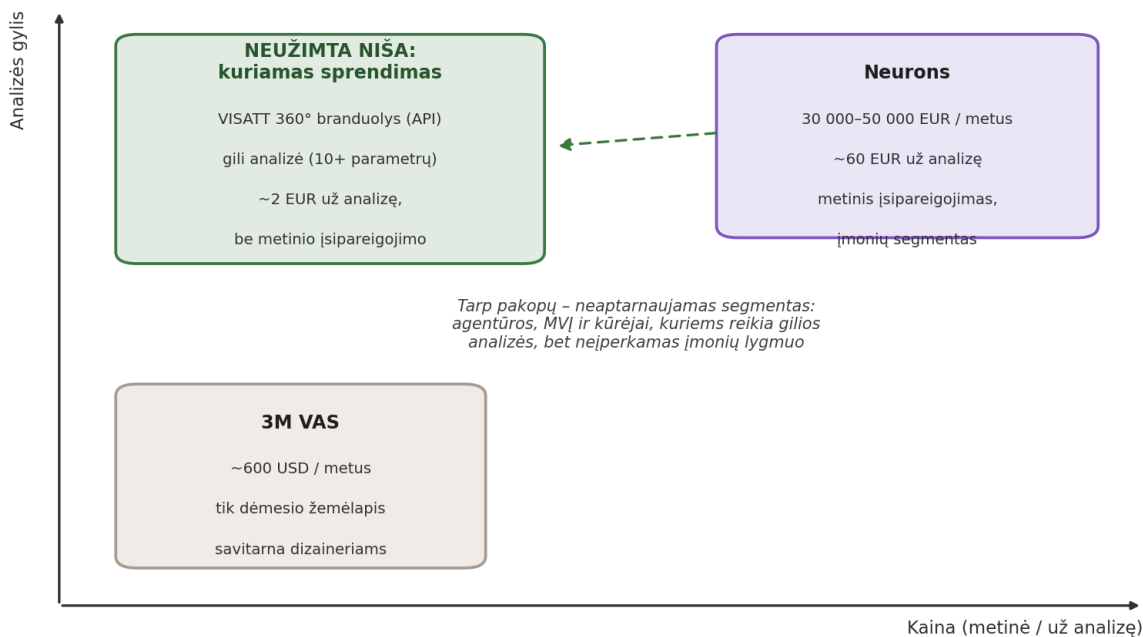 Analizės gylis
NEUŽIMTA NIŠA:
kuriamas sprendimas
VISATT 360° branduolys (API)
gili analizė (10+ parametrų)
~2 EUR už analizę,
be metinio įsipareigojimo
Neurons
30 000–50 000 EUR / metus
~60 EUR už analizę
metinis įsipareigojimas,
įmonių segmentas
Tarp pakopų – neaptarnaujamas segmentas:
agentūros, MVĮ ir kūrėjai, kuriems reikia gilios
analizės, bet neįperkamas įmonių lygmuo
3M VAS
~600 USD / metus
tik dėmesio žemėlapis
savitarna dizaineriams
Kaina (metinė / už analizę)